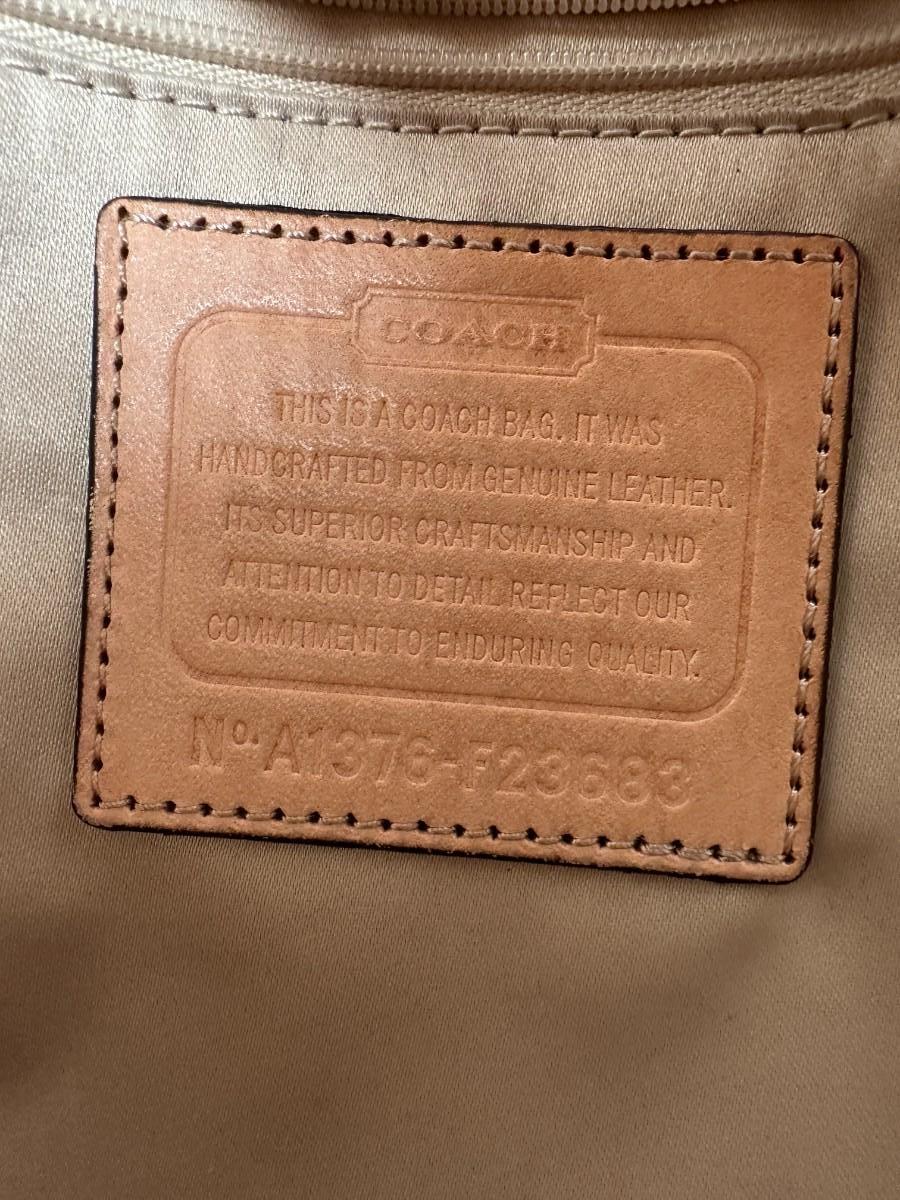 COACH
THIS IS A COACH BAG. IT WAS
HANDCRAFTED FROM GENUINE LEATHER.
ITS SUPERIOR CRAFTSMANSHIP AND
ATTENTION TO DETAIL REFLECT OUR
COMMITMENT TO ENDURING QUALITY.
Nº. A1376-F23683